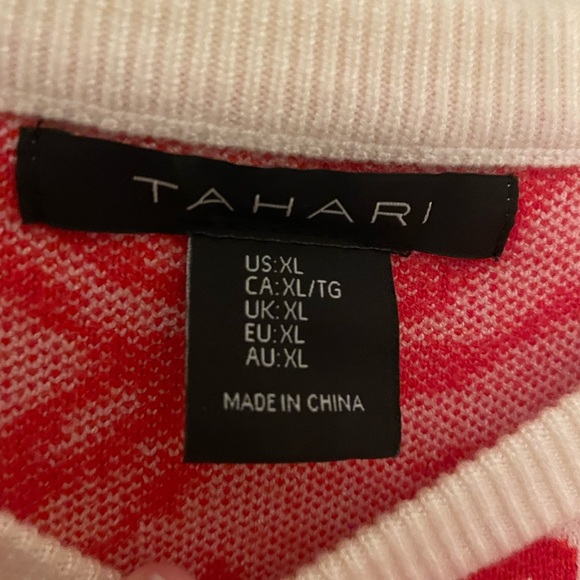 TAHARI
US:XL
CA:XL/TG
UK:XL
EU:XL
AU:XL
MADE IN CHINA